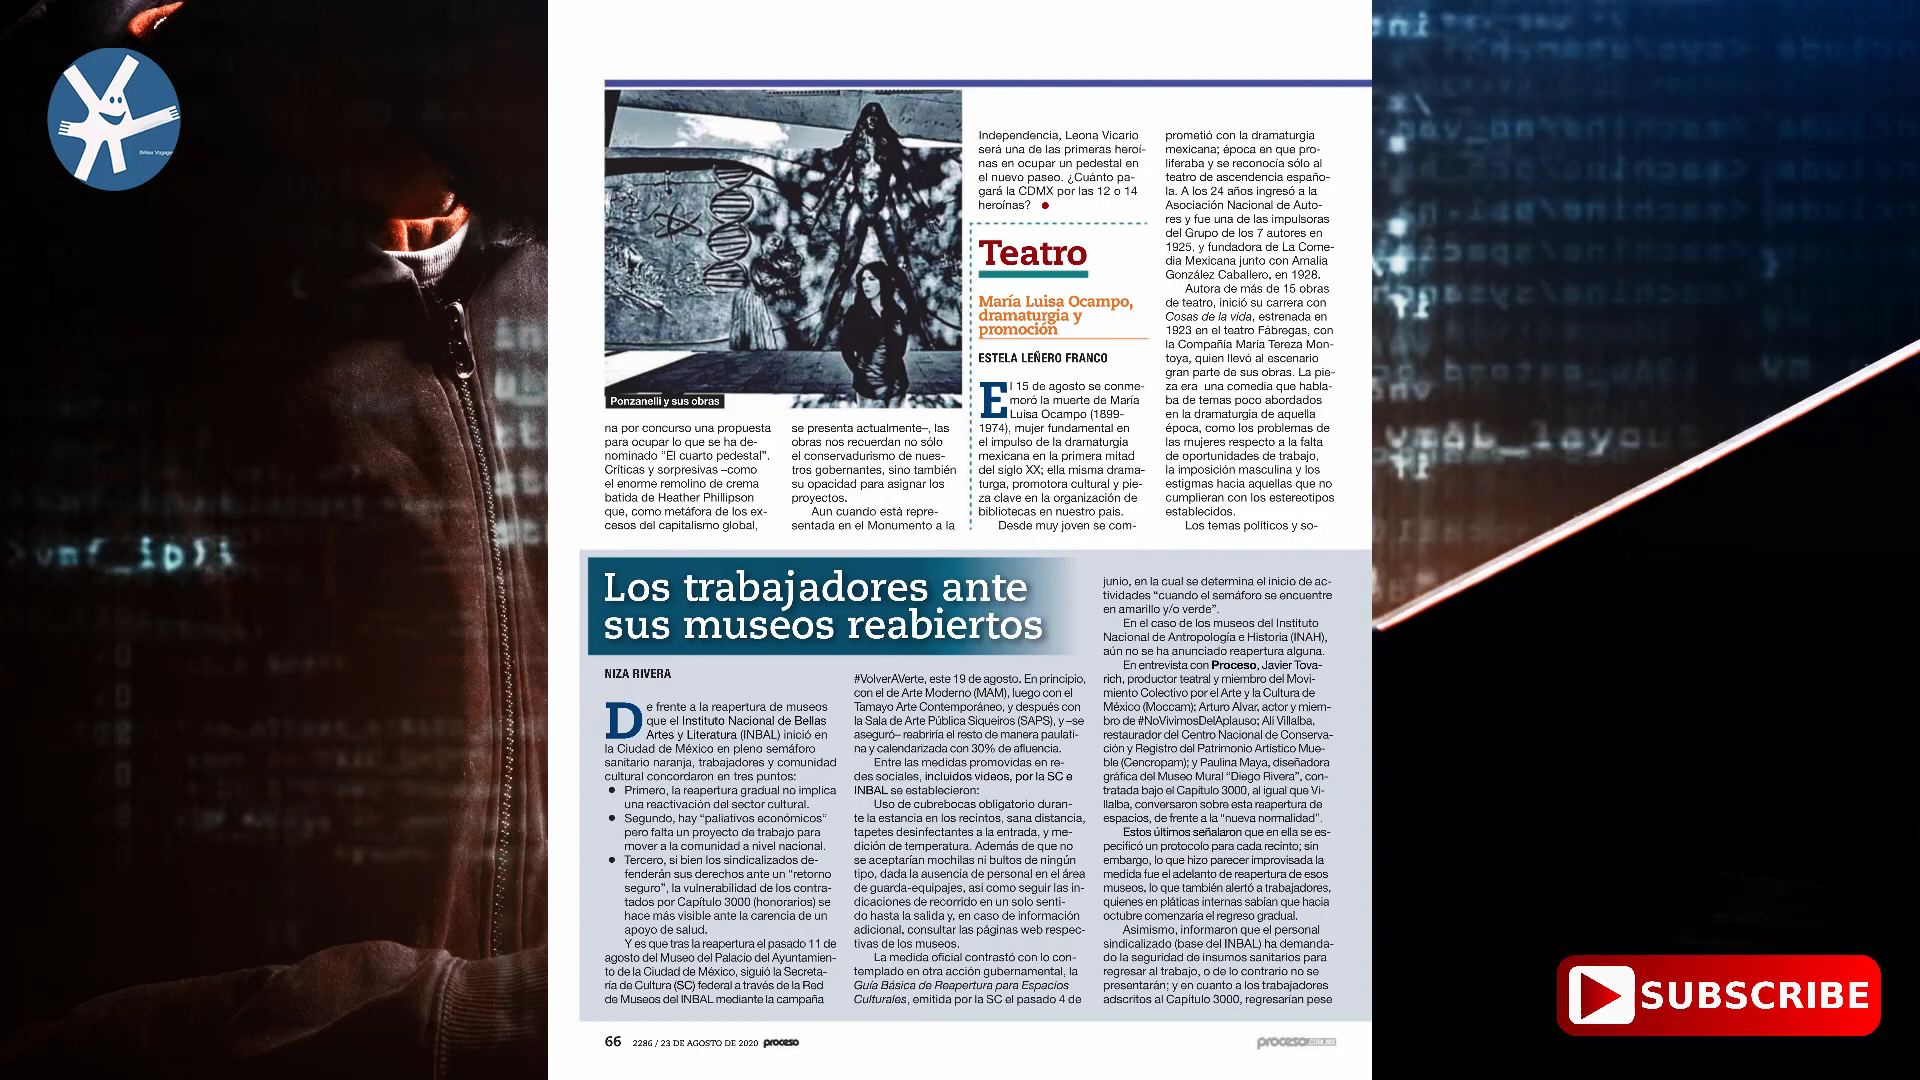 Ponzanelli y sus obras
na por concurso una propuesta
para ocupar lo que se ha de-
nominado “El cuarto pedestal”.
Críticas y sorpresivas –como
el enorme remolino de crema
batida de Heather Phillipson
que, como metáfora de los ex-
cesos del capitalismo global,
se presenta actualmente–, las
obras nos recuerdan no sólo
el conservadurismo de nues-
tros gobernantes, sino también
su opacidad para asignar los
proyectos.
Aun cuando está repre-
sentada en el Monumento a la
Independencia, Leona Vicario
será una de las primeras heroí-
nas en ocupar un pedestal en
el nuevo paseo. ¿Cuánto pa-
gará la CDMX por las 12 o 14
heroínas?
Teatro
María Luisa Ocampo,
dramaturgia y
promoción
ESTELA LEÑERO FRANCO
El 15 de agosto se conme-
moró la muerte de María
Luisa Ocampo (1899-
1974), mujer fundamental en
el impulso de la dramaturgia
mexicana en la primera mitad
del siglo XX; ella misma drama-
turga, promotora cultural y pie-
za clave en la organización de
bibliotecas en nuestro país.
Desde muy joven se com-
prometió con la dramaturgia
mexicana; época en que pro-
liferaba y se reconocía sólo al
teatro de ascendencia españo-
la. A los 24 años ingresó a la
Asociación Nacional de Auto-
res y fue una de las impulsoras
del Grupo de los 7 autores en
1925, y fundadora de La Come-
dia Mexicana junto con Amalia
González Caballero, en 1928.
Autora de más de 15 obras
de teatro, inició su carrera con
Cosas de la vida, estrenada en
1923 en el teatro Fábregas, con
la Compañía María Tereza Mon-
toya, quien llevó al escenario
gran parte de sus obras. La pie-
za era una comedia que habla-
ba de temas poco abordados
en la dramaturgia de aquella
época, como los problemas de
las mujeres respecto a la falta
de oportunidades de trabajo,
la imposición masculina y los
estigmas hacia aquellas que no
cumplieran con los estereotipos
establecidos.
Los temas políticos y so-
Los trabajadores ante
sus museos reabiertos
NIZA RIVERA
De frente a la reapertura de museos
que el Instituto Nacional de Bellas
Artes y Literatura (INBAL) inició en
la Ciudad de México en pleno semáforo
sanitario naranja, trabajadores y comunidad
cultural concordaron en tres puntos:
● Primero, la reapertura gradual no implica
una reactivación del sector cultural.
● Segundo, hay “paliativos económicos”
pero falta un proyecto de trabajo para
mover a la comunidad a nivel nacional.
● Tercero, si bien los sindicalizados de-
fenderán sus derechos ante un “retorno
seguro”, la vulnerabilidad de los contra-
tados por Capítulo 3000 (honorarios) se
hace más visible ante la carencia de un
apoyo de salud.
Y es que tras la reapertura el pasado 11 de
agosto del Museo del Palacio del Ayuntamien-
to de la Ciudad de México, siguió la Secreta-
ría de Cultura (SC) federal a través de la Red
de Museos del INBAL mediante la campaña
#VolverAVerte, este 19 de agosto. En principio,
con el de Arte Moderno (MAM), luego con el
Tamayo Arte Contemporáneo, y después con
la Sala de Arte Pública Siqueiros (SAPS), y –se
aseguró– reabriría el resto de manera paulati-
na y calendarizada con 30% de afluencia.
Entre las medidas promovidas en re-
des sociales, incluidos videos, por la SC e
INBAL se establecieron:
Uso de cubrebocas obligatorio duran-
te la estancia en los recintos, sana distancia,
tapetes desinfectantes a la entrada, y me-
dición de temperatura. Además de que no
se aceptarían mochilas ni bultos de ningún
tipo, dada la ausencia de personal en el área
de guarda-equipajes, así como seguir las in-
dicaciones de recorrido en un solo senti-
do hasta la salida y, en caso de información
adicional, consultar las páginas web respec-
tivas de los museos.
La medida oficial contrastó con lo con-
templado en otra acción gubernamental, la
Guía Básica de Reapertura para Espacios
Culturales, emitida por la SC el pasado 4 de
junio, en la cual se determina el inicio de ac-
tividades “cuando el semáforo se encuentre
en amarillo y/o verde”.
En el caso de los museos del Instituto
Nacional de Antropología e Historia (INAH),
aún no se ha anunciado reapertura alguna.
En entrevista con Proceso, Javier Tova-
rich, productor teatral y miembro del Movi-
miento Colectivo por el Arte y la Cultura de
México (Moccam); Arturo Alvar, actor y miem-
bro de #NoVivimosDelAplauso; Alí Villalba,
restaurador del Centro Nacional de Conserva-
ción y Registro del Patrimonio Artístico Mue-
ble (Cencropam); y Paulina Maya, diseñadora
gráfica del Museo Mural “Diego Rivera”, con-
tratada bajo el Capítulo 3000, al igual que Vi-
llalba, conversaron sobre esta reapertura de
espacios, de frente a la “nueva normalidad”.
Estos últimos señalaron que en ella se es-
pecificó un protocolo para cada recinto; sin
embargo, lo que hizo parecer improvisada la
medida fue el adelanto de reapertura de esos
museos, lo que también alertó a trabajadores,
quienes en pláticas internas sabían que hacia
octubre comenzaría el regreso gradual.
Asimismo, informaron que el personal
sindicalizado (base del INBAL) ha demanda-
do la seguridad de insumos sanitarios para
regresar al trabajo, o de lo contrario no se
presentarán; y en cuanto a los trabajadores
adscritos al Capítulo 3000, regresarían pese
66 2286 / 23 DE AGOSTO DE 2020 proceso
proceso.COM.MX
SUBSCRIBE